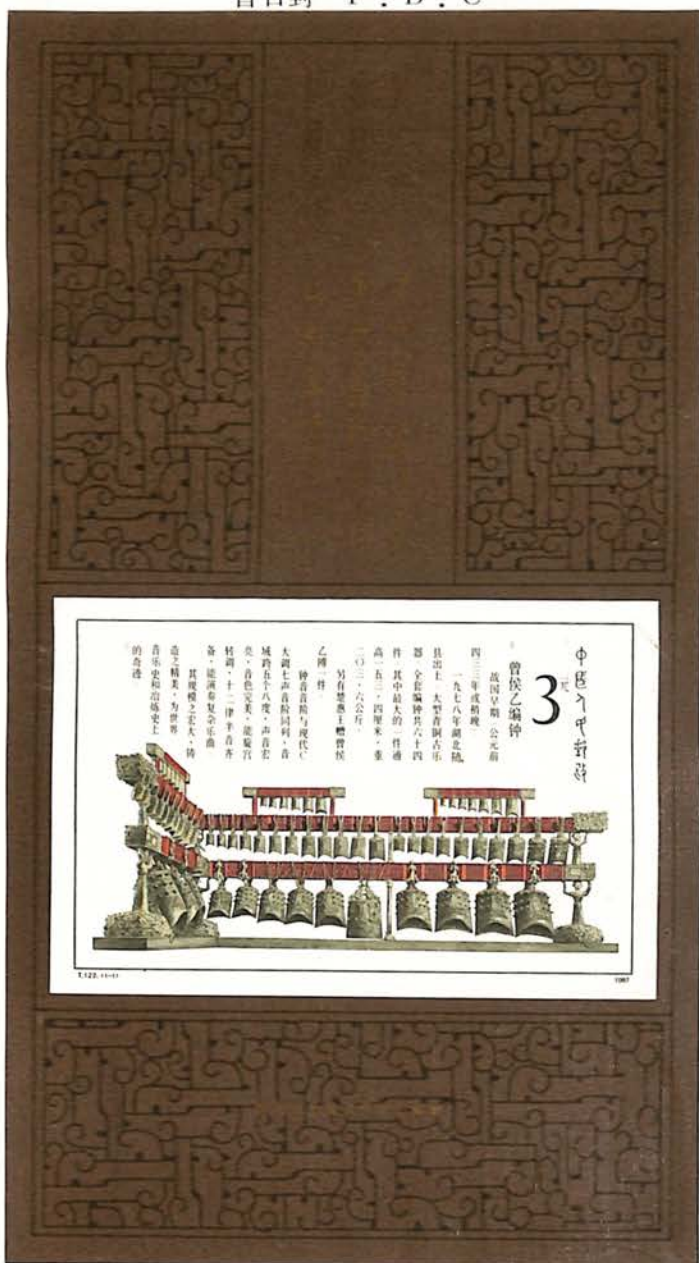 首日封 F.D.C
中国人民邮政
3元
曾侯乙编钟
战国早期(公元前
四三三年或稍晚)
一九七八年湖北随
县出土,大型青铜古乐
器。全套编钟共六十四
件,其中最大的一件通
高一五三·四厘米,重
二〇三·六公斤。
另有楚惠王赠曾侯
乙镈一件。
钟音音阶与现代C
大调七声音阶同列,音
域跨五个八度,声音宏
亮,音色完美,能旋宫
转调,十二律半音齐
备,能演奏复杂乐曲。
其规模之宏大,铸
造之精美,为世界
音乐史和冶炼史上
的奇迹。
T.122.(1-1)
1987